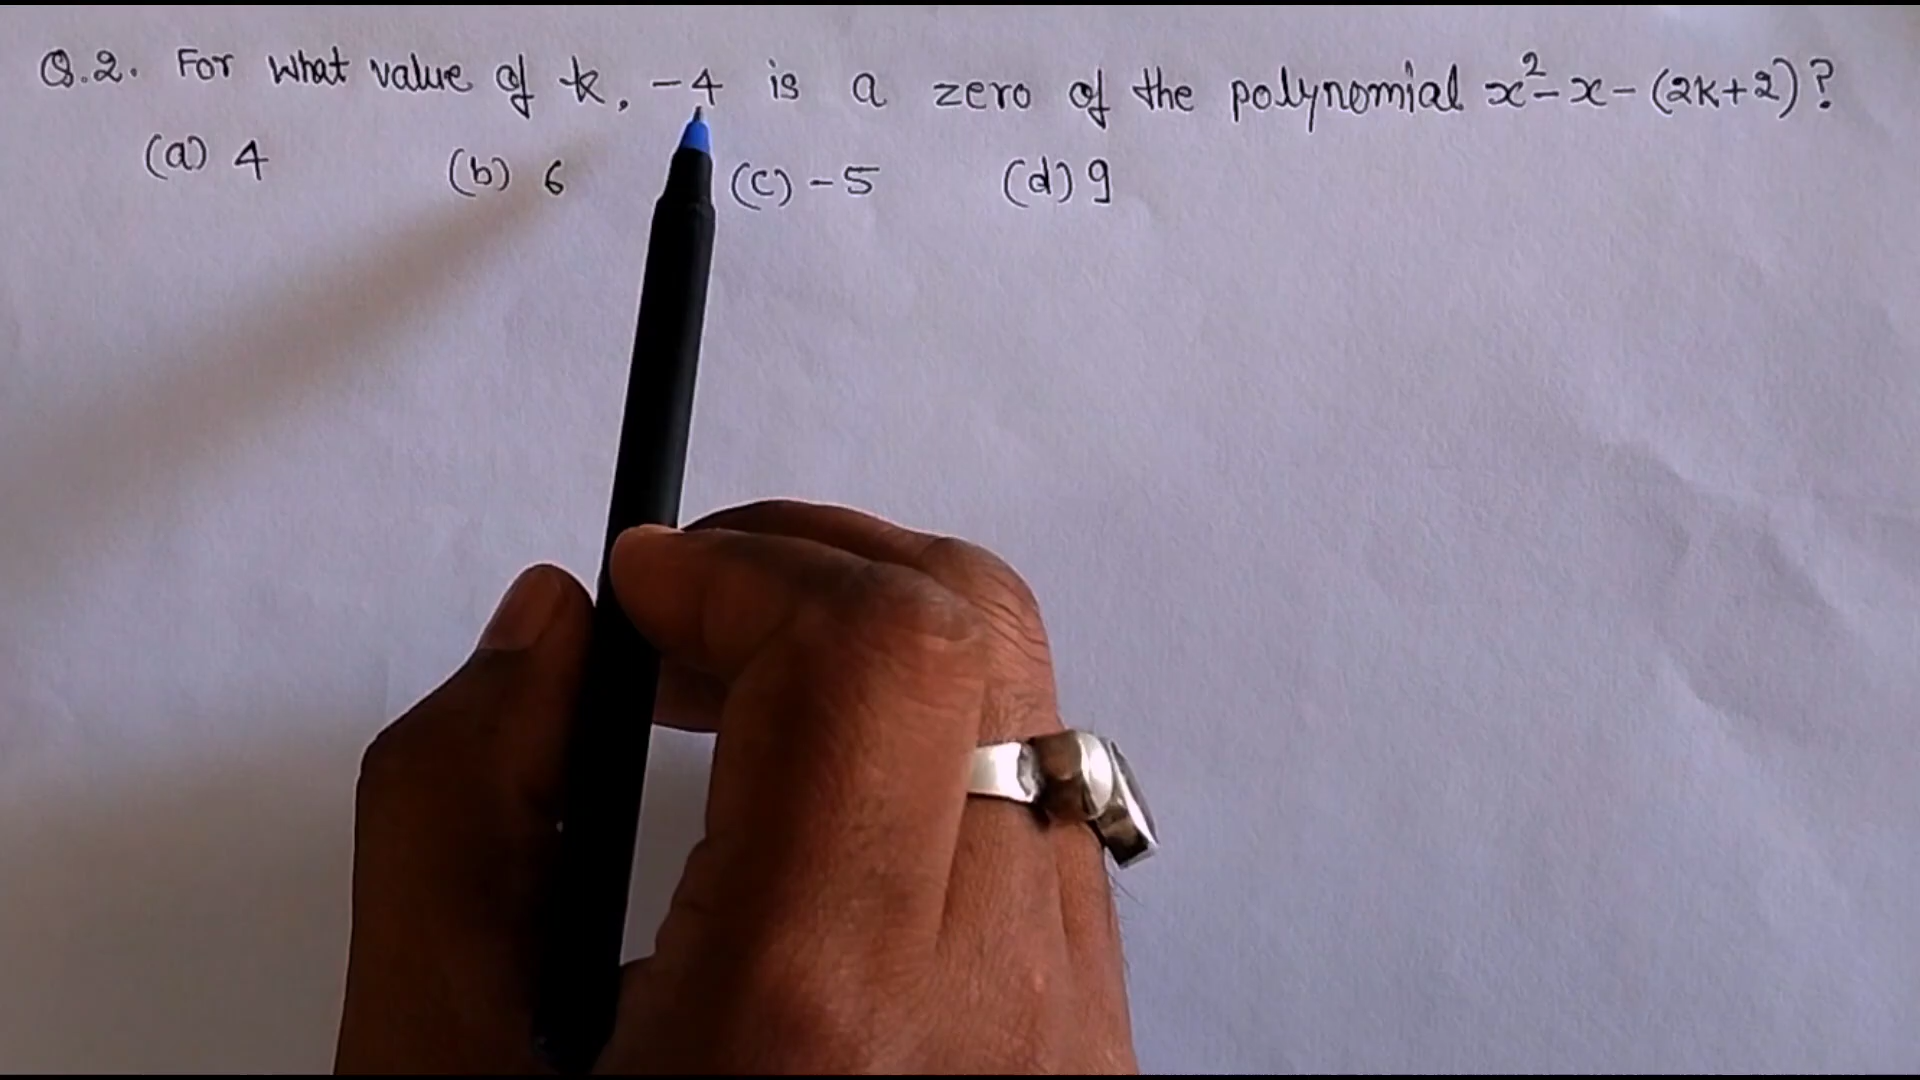 Q.2. For what value of k, -4 is a zero of the polynomial x²-x-(2k+2)?
(a) 4 (b) 6 (c) -5 (d) 9